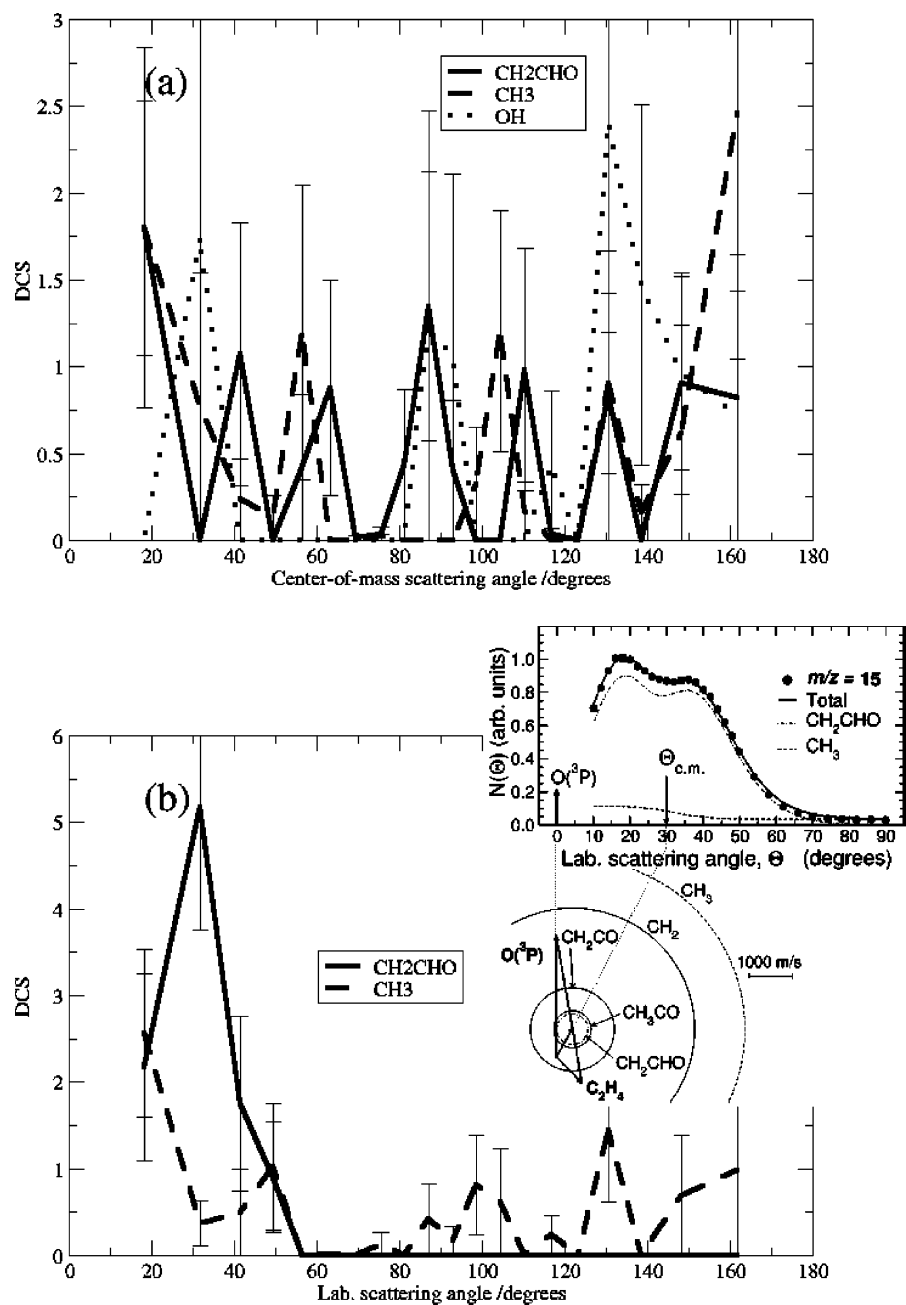 3
2.5
2
1.5
1
0.5
0
DCS
(a)
CH2CHO
CH3
OH
0 20 40 60 80 100 120 140 160 180
Center-of-mass scattering angle /degrees
6
5
4
3
2
1
0
DCS
(b)
CH2CHO
CH3
0 20 40 60 80 100 120 140 160 180
Lab. scattering angle /degrees
1.0
0.8
0.6
0.4
0.2
0.0
N(Θ) (arb. units)
m/z = 15
Total
CH₂CHO
CH₃
O(³P)
Θc.m.
0 10 20 30 40 50 60 70 80 90
Lab. scattering angle, Θ (degrees)
CH₃
CH₂
O(³P)
CH₂CO
1000 m/s
CH₃CO
CH₂CHO
C₂H₄